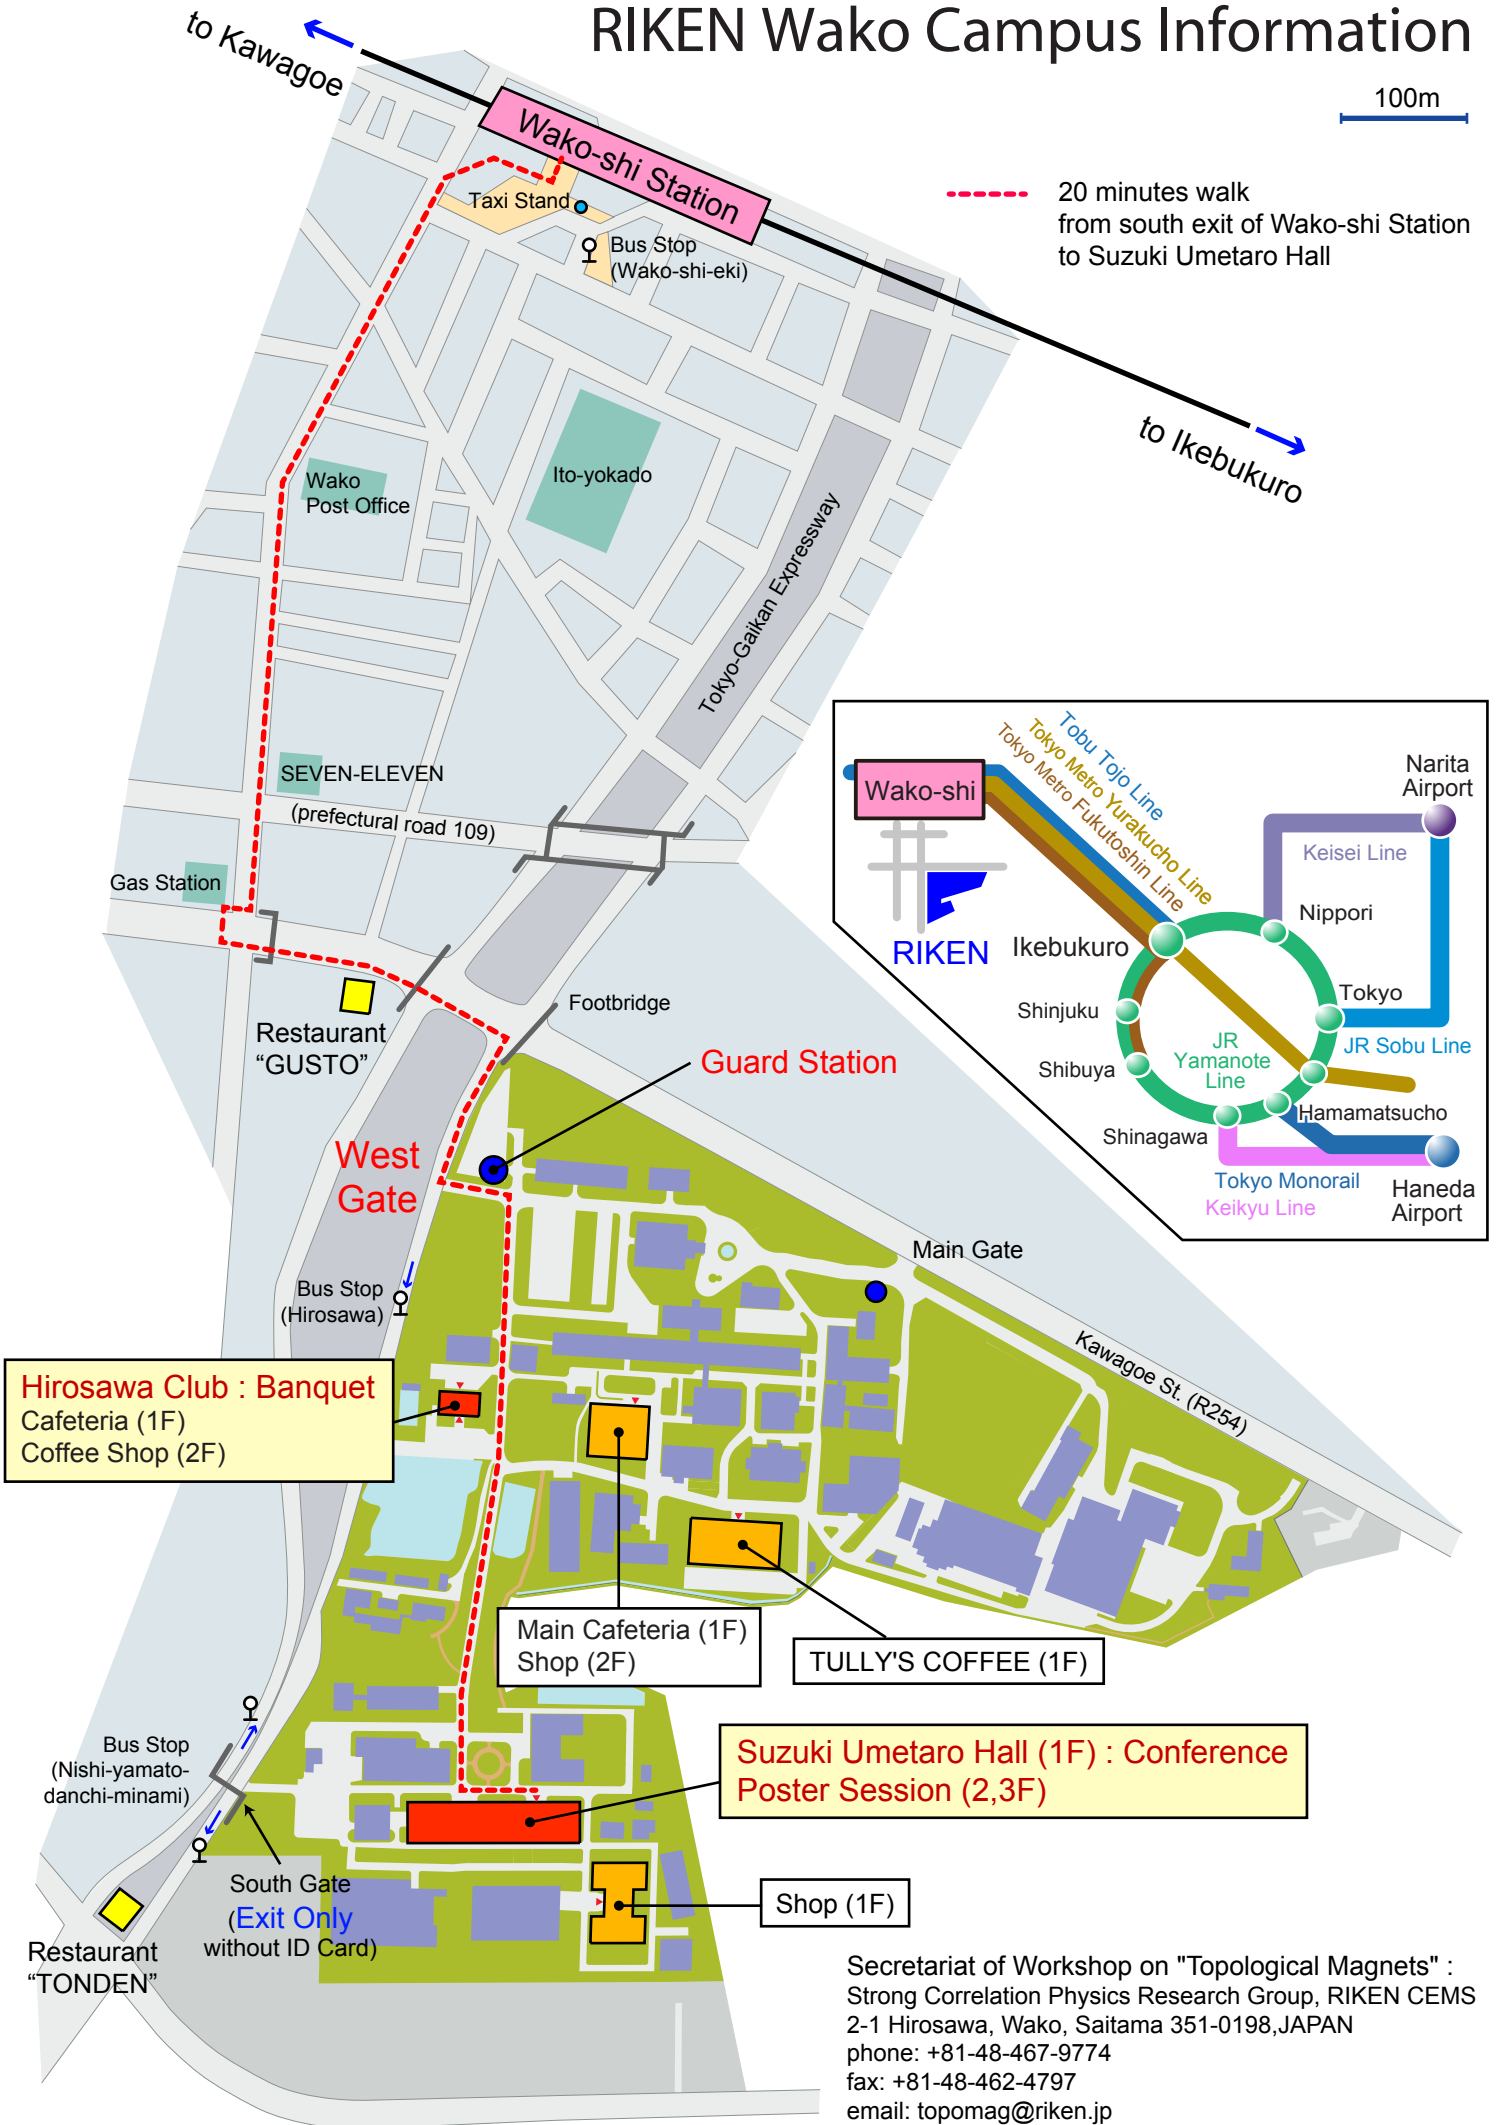 RIKEN Wako Campus Information
to Kawagoe
100m
Wako-shi Station
20 minutes walk
from south exit of Wako-shi Station
to Suzuki Umetaro Hall
Taxi Stand
Bus Stop
(Wako-shi-eki)
to Ikebukuro
Wako
Post Office
Ito-yokado
Tokyo-Gaikan Expressway
SEVEN-ELEVEN
(prefectural road 109)
Gas Station
Restaurant
“GUSTO”
Footbridge
Guard Station
West
Gate
Tobu Tojo Line
Tokyo Metro Yurakucho Line
Tokyo Metro Fukutoshin Line
Wako-shi
RIKEN
Narita
Airport
Keisei Line
Nippori
Ikebukuro
Tokyo
Shinjuku
JR Sobu Line
JR
Yamanote
Line
Shibuya
Hamamatsucho
Shinagawa
Tokyo Monorail
Keikyu Line
Haneda
Airport
Main Gate
Bus Stop
(Hirosawa)
Kawagoe St. (R254)
Hirosawa Club : Banquet
Cafeteria (1F)
Coffee Shop (2F)
Main Cafeteria (1F)
Shop (2F)
TULLY'S COFFEE (1F)
Bus Stop
(Nishi-yamato-
danchi-minami)
Suzuki Umetaro Hall (1F) : Conference
Poster Session (2,3F)
South Gate
(Exit Only
without ID Card)
Shop (1F)
Restaurant
“TONDEN”
Secretariat of Workshop on "Topological Magnets" :
Strong Correlation Physics Research Group, RIKEN CEMS
2-1 Hirosawa, Wako, Saitama 351-0198,JAPAN
phone: +81-48-467-9774
fax: +81-48-462-4797
email: topomag@riken.jp